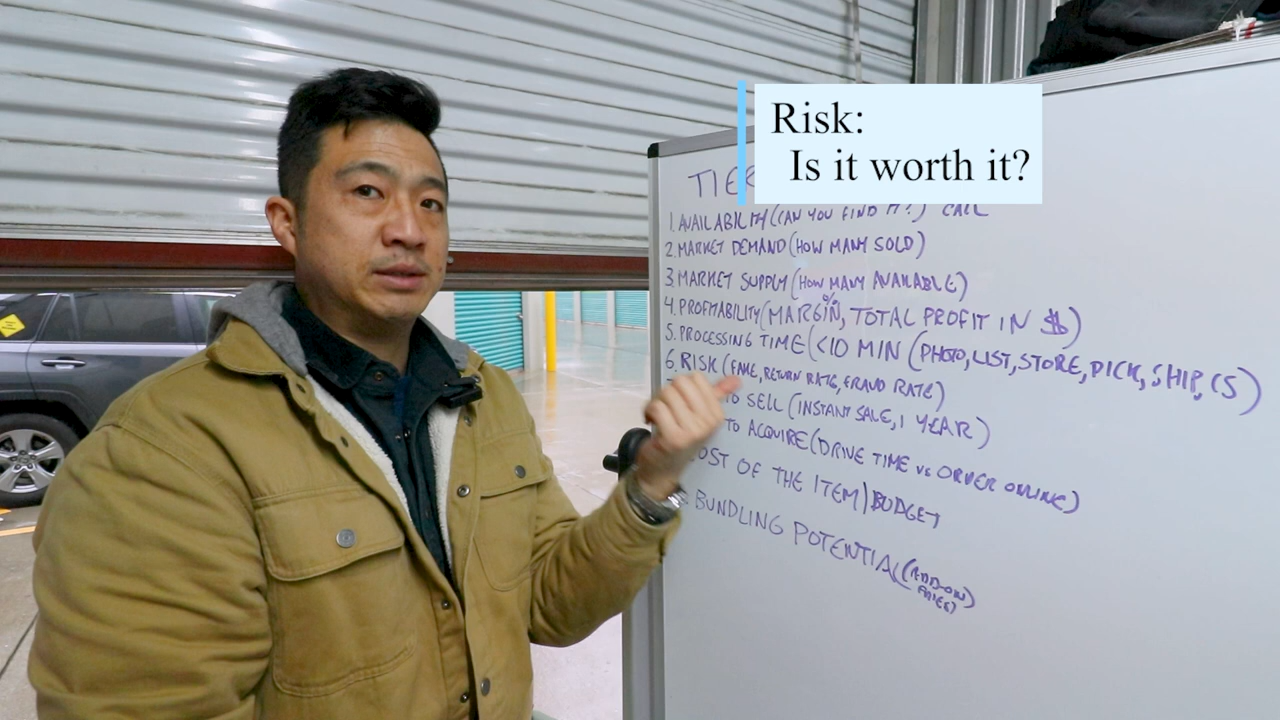 Risk:
Is it worth it?
TIE
1. AVAILABILITY (CAN YOU FIND IT?) CALL
2. MARKET DEMAND (HOW MANY SOLD)
3. MARKET SUPPLY (HOW MANY AVAILABLE)
4. PROFITABILITY (MARGIN, TOTAL PROFIT IN $)
%
5. PROCESSING TIME (<10 MIN (PHOTO, LIST, STORE, PICK, SHIP, CS)
6. RISK (FAKE, RETURN RATE, FRAUD RATE)
TO SELL (INSTANT SALE, 1 YEAR)
TO ACQUIRE (DRIVE TIME vs ORDER ONLINE)
COST OF THE ITEM) BUDGET
BUNDLING POTENTIAL (ADD-ON